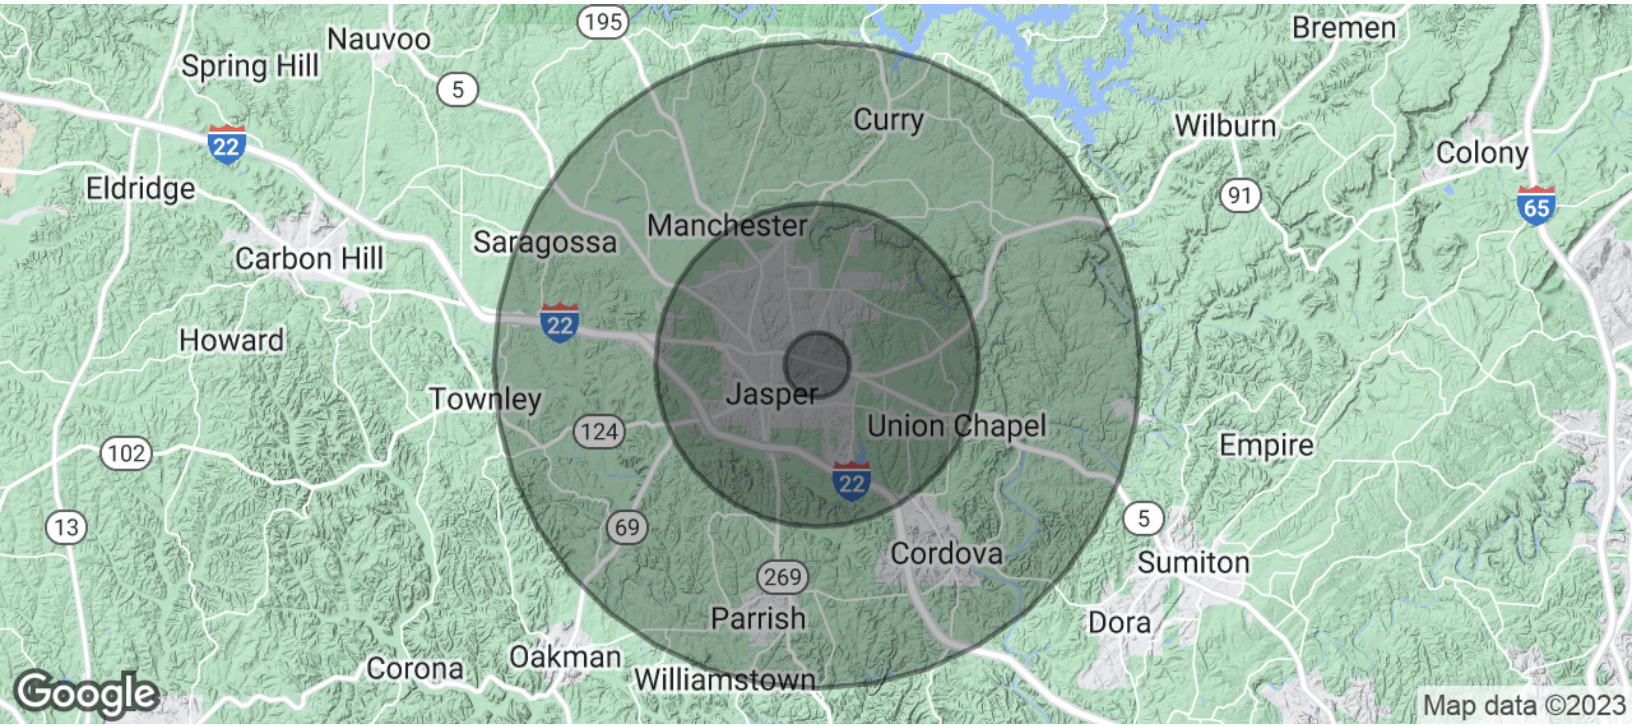 195
Bremen
Nauvoo
Spring Hill
5
Curry
Wilburn
22
Colony
Eldridge
91
65
Manchester
Saragossa
Carbon Hill
22
Howard
Jasper
Townley
Union Chapel
124
Empire
102
22
13
69
5
Cordova
Sumiton
269
Parrish
Dora
Oakman
Corona
Williamstown
Google
Map data ©2023